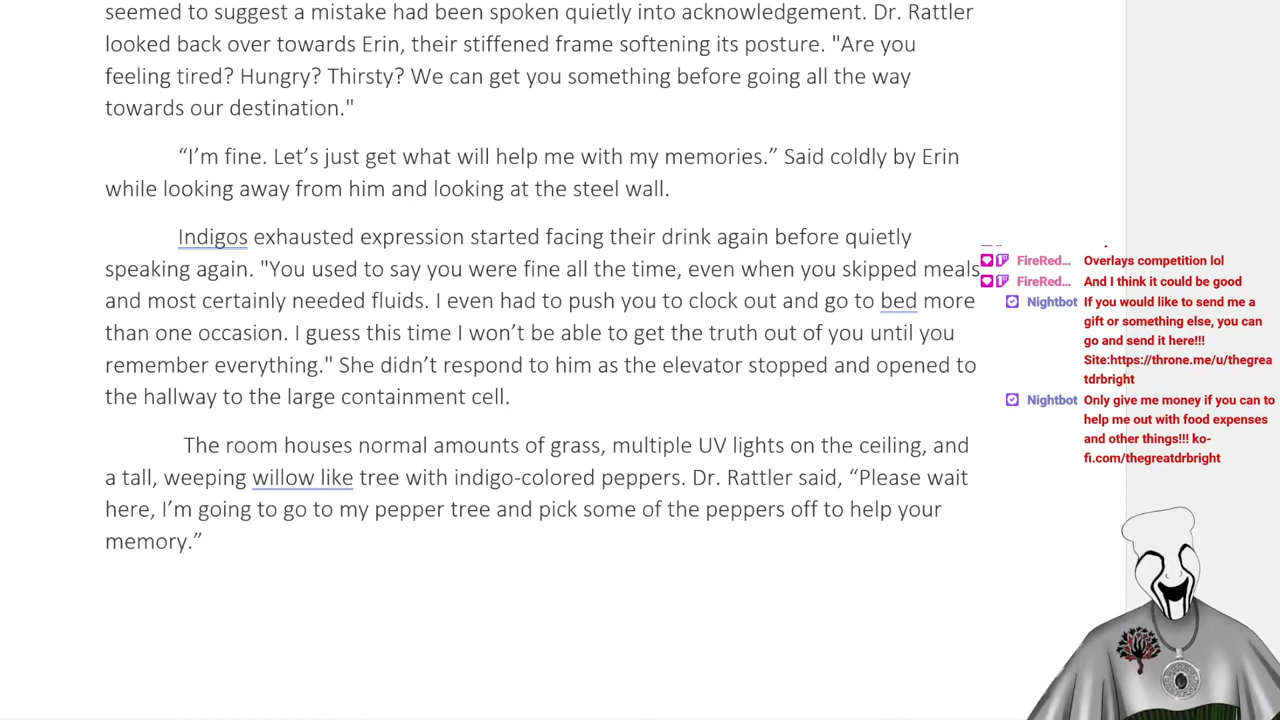 seemed to suggest a mistake had been spoken quietly into acknowledgement. Dr. Rattler
looked back over towards Erin, their stiffened frame softening its posture. "Are you
feeling tired? Hungry? Thirsty? We can get you something before going all the way
towards our destination."
“I’m fine. Let’s just get what will help me with my memories.” Said coldly by Erin
while looking away from him and looking at the steel wall.
Indigos exhausted expression started facing their drink again before quietly
speaking again. "You used to say you were fine all the time, even when you skipped meals
and most certainly needed fluids. I even had to push you to clock out and go to bed more
than one occasion. I guess this time I won’t be able to get the truth out of you until you
remember everything." She didn’t respond to him as the elevator stopped and opened to
the hallway to the large containment cell.
The room houses normal amounts of grass, multiple UV lights on the ceiling, and
a tall, weeping willow like tree with indigo-colored peppers. Dr. Rattler said, “Please wait
here, I’m going to go to my pepper tree and pick some of the peppers off to help your
memory.”
FireRed... Overlays competition lol
FireRed... And I think it could be good
Nightbot If you would like to send me a
gift or something else, you can
go and send it here!!!
Site:https://throne.me/u/thegrea
tdrbright
Nightbot Only give me money if you can to
help me out with food expenses
and other things!!! ko-
fi.com/thegreatdrbright